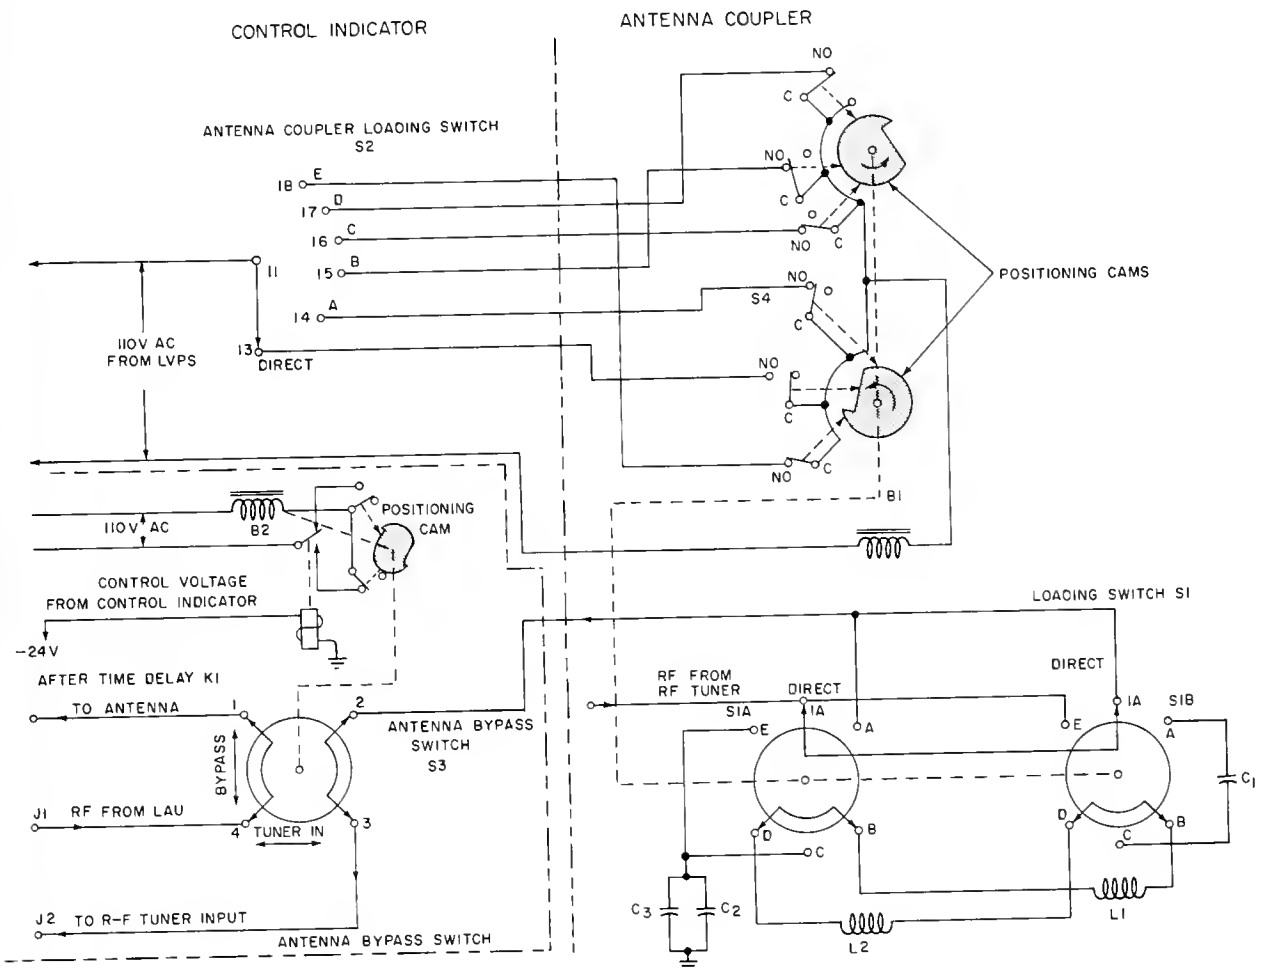 CONTROL INDICATOR
ANTENNA COUPLER
NO
C
ANTENNA COUPLER LOADING SWITCH
S2
NO
C
18 E
17 D
16 C
15 B
14 A
11
13
DIRECT
NO
C
NO
S4
C
POSITIONING CAMS
110V AC
FROM LVPS
NO
C
NO
C
B1
POSITIONING
CAM
110V AC
B2
CONTROL VOLTAGE
FROM CONTROL INDICATOR
-24V
LOADING SWITCH S1
AFTER TIME DELAY K1
TO ANTENNA
1
2
ANTENNA BYPASS
SWITCH
S3
BYPASS
J1 RF FROM LAU
4
TUNER IN
3
J2 TO R-F TUNER INPUT
ANTENNA BYPASS SWITCH
RF FROM
RF TUNER
DIRECT
S1A
1A
E
A
D
B
C
DIRECT
1A
S1B
E
A
D
B
C
C1
C3
C2
L2
L1